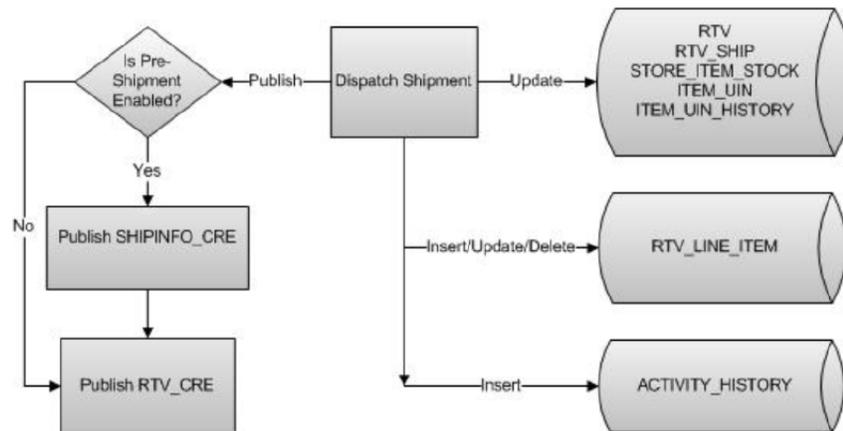 Is Pre-
Shipment
Enabled?
Publish
Dispatch Shipment
Update
RTV
RTV_SHIP
STORE_ITEM_STOCK
ITEM_UIN
ITEM_UIN_HISTORY
Yes
No
Publish SHIPINFO_CRE
Insert/Update/Delete
RTV_LINE_ITEM
Publish RTV_CRE
Insert
ACTIVITY_HISTORY